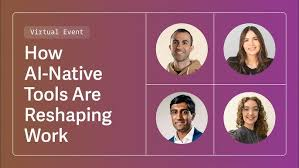 Virtual Event
How
AI-Native
Tools Are
Reshaping
Work